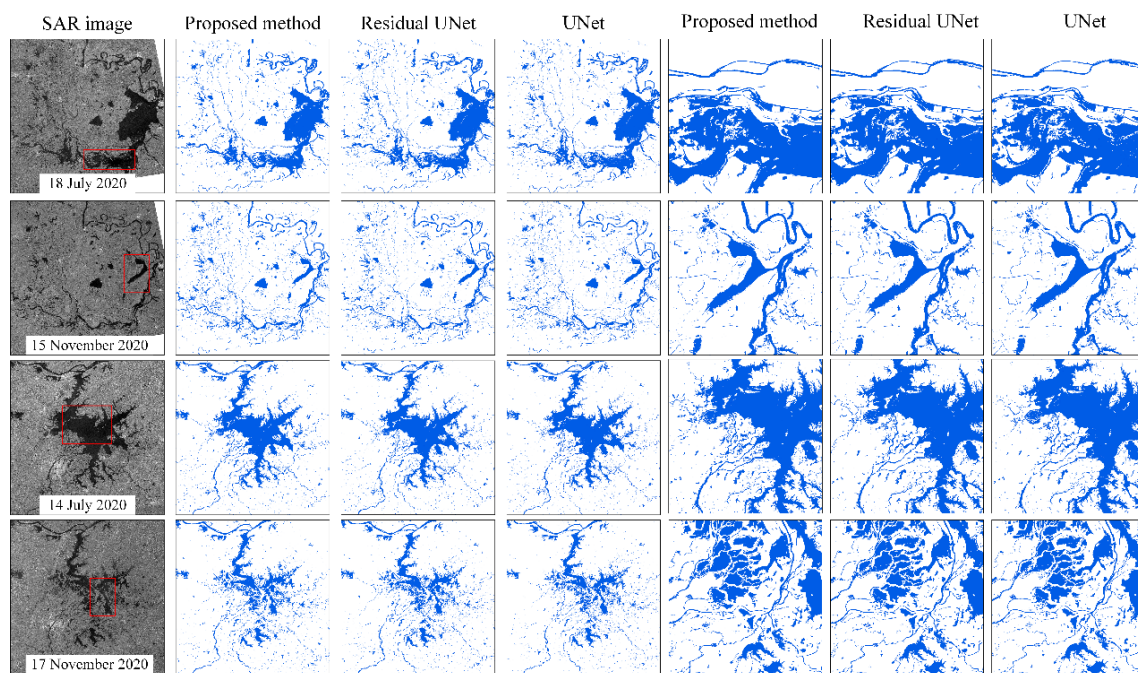 SAR image
Proposed method
Residual UNet
UNet
Proposed method
Residual UNet
UNet
18 July 2020
15 November 2020
14 July 2020
17 November 2020